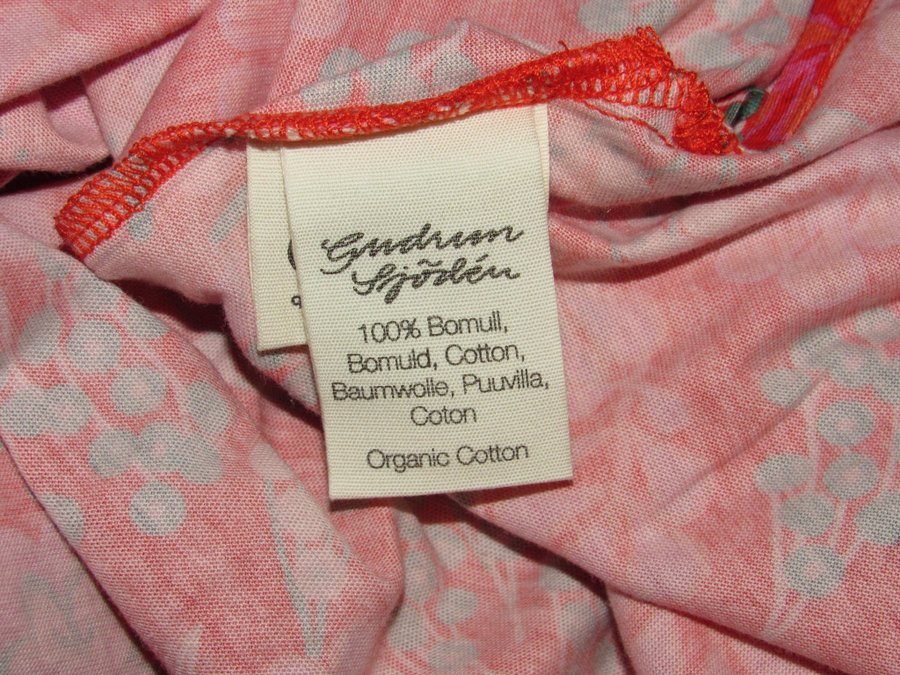 Gudrun
Sjödén
100% Bomull,
Bomuld, Cotton,
Baumwolle, Puuvilla,
Coton
Organic Cotton